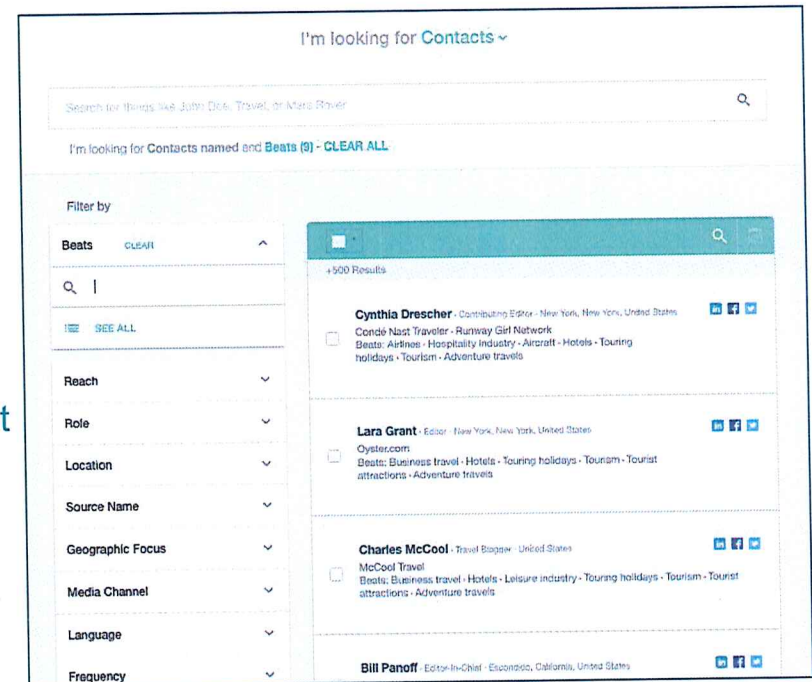 I'm looking for Contacts
Search for things like John Doe, Travel, or Mars Rover
I'm looking for Contacts named and Beats (9) - CLEAR ALL
Filter by
Beats CLEAR
SEE ALL
Reach
Role
Location
Source Name
Geographic Focus
Media Channel
Language
Frequency
t
+500 Results
Cynthia Drescher - Contributing Editor - New York, New York, United States
Condé Nast Traveler - Runway Girl Network
Beats: Airlines - Hospitality Industry - Aircraft - Hotels - Touring
holidays - Tourism - Adventure travels
Lara Grant - Editor - New York, New York, United States
Oyster.com
Beats: Business travel - Hotels - Touring holidays - Tourism - Tourist
attractions - Adventure travels
Charles McCool - Travel Blogger - United States
McCool Travel
Beats: Business travel - Hotels - Leisure industry - Touring holidays - Tourism - Tourist
attractions - Adventure travels
Bill Panoff - Editor-In-Chief - Escondido, California, United States